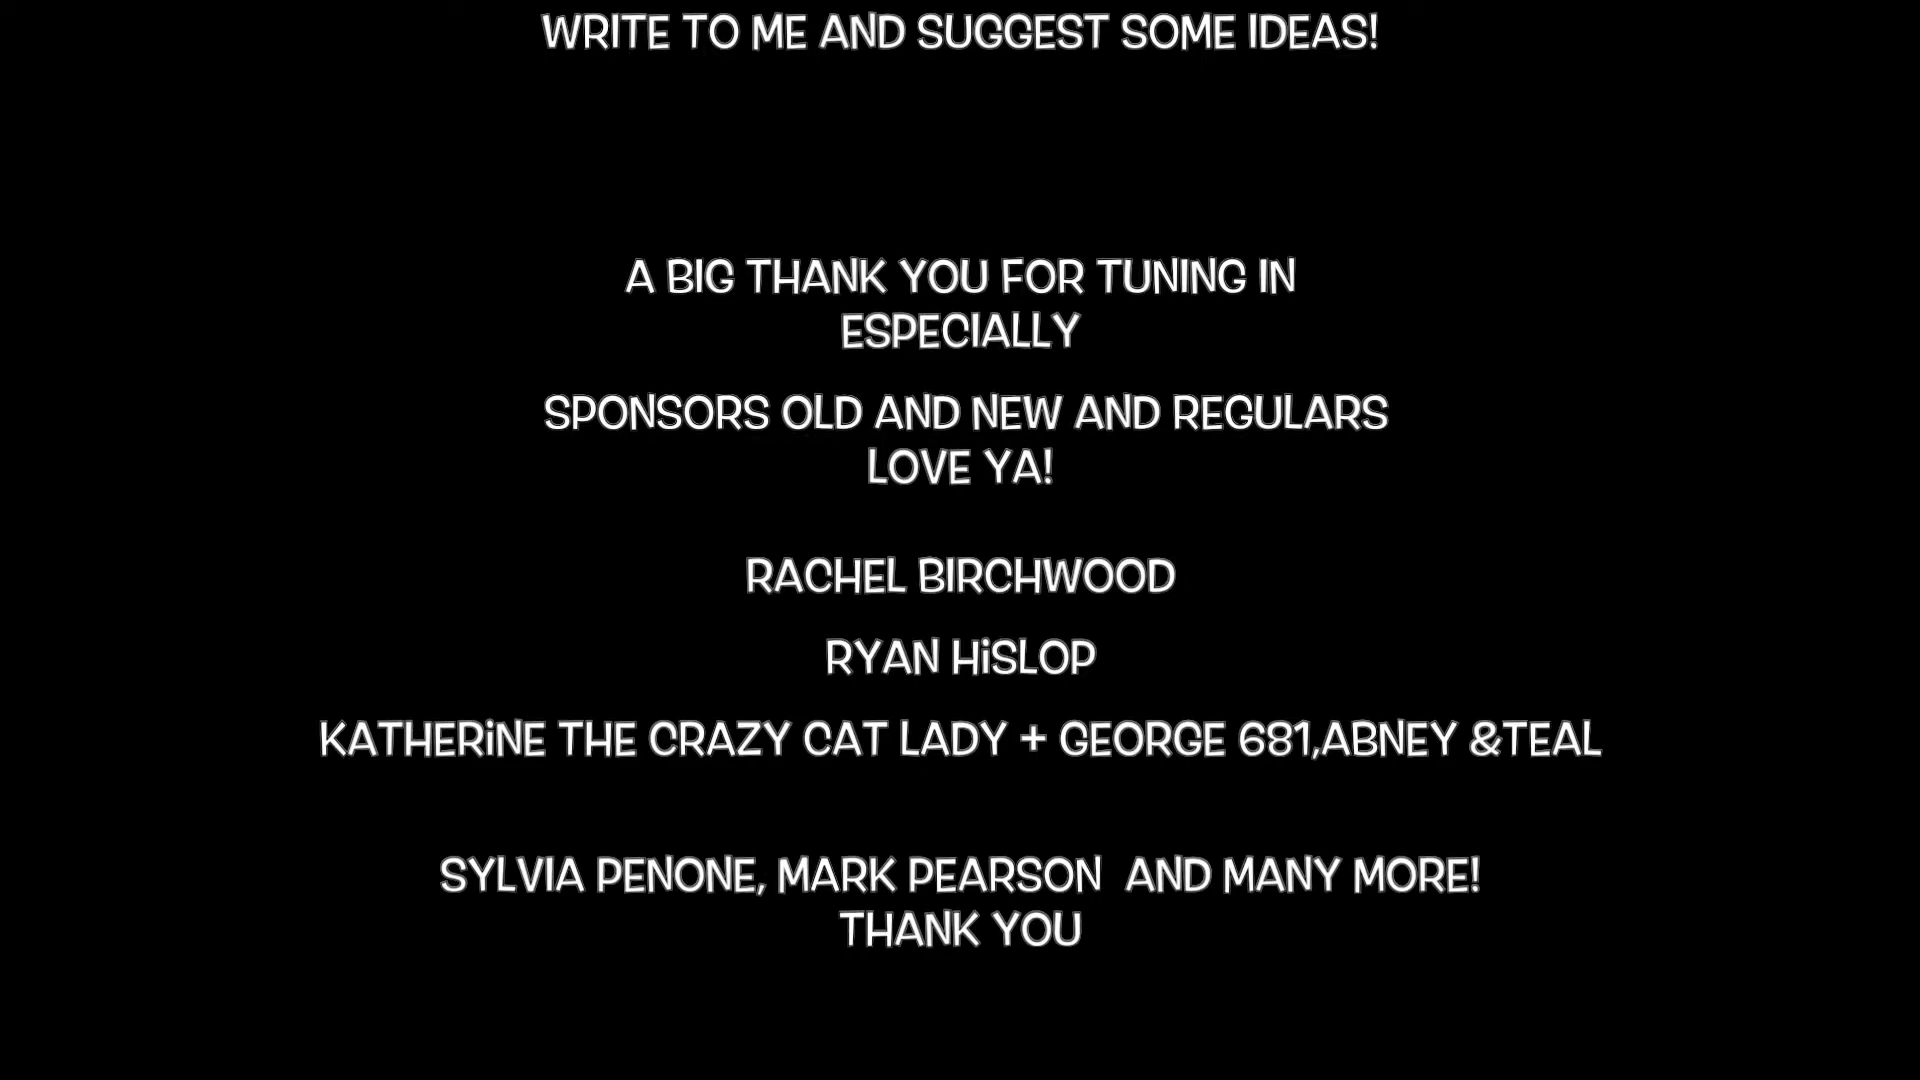 WRITE TO ME AND SUGGEST SOME IDEAS!
A BIG THANK YOU FOR TUNING IN
ESPECIALLY
SPONSORS OLD AND NEW AND REGULARS
LOVE YA!
RACHEL BIRCHWOOD
RYAN HiSLOP
KATHERiNE THE CRAZY CAT LADY + GEORGE 681,ABNEY &TEAL
SYLVIA PENONE, MARK PEARSON  AND MANY MORE!
THANK YOU